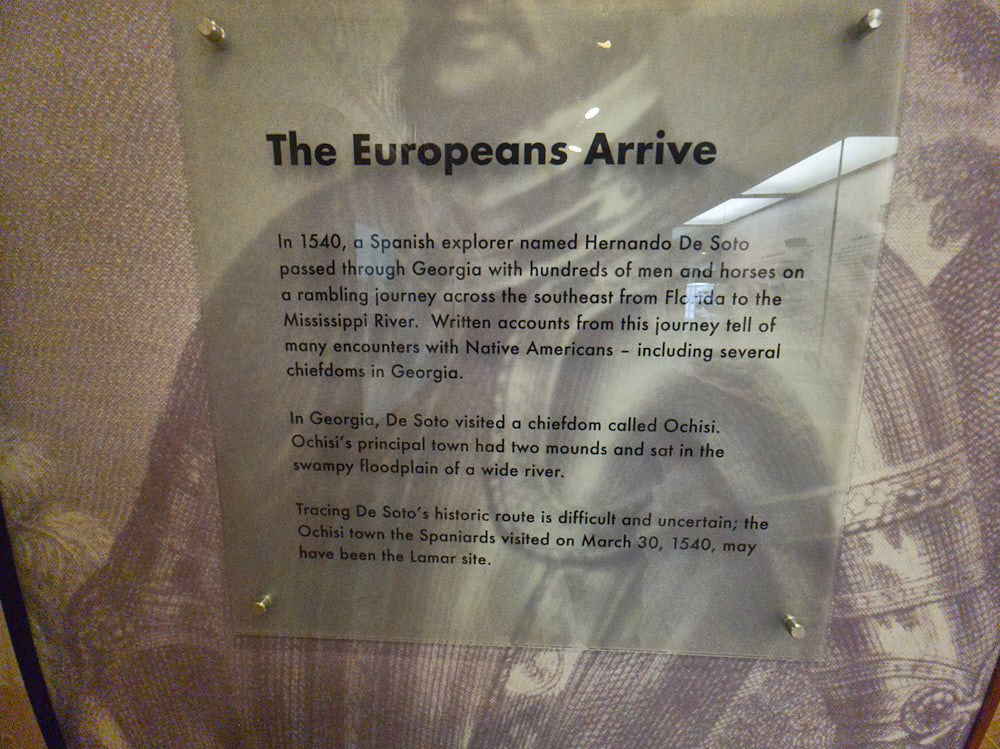 The Europeans Arrive
In 1540, a Spanish explorer named Hernando De Soto
passed through Georgia with hundreds of men and horses on
a rambling journey across the southeast from Florida to the
Mississippi River. Written accounts from this journey tell of
many encounters with Native Americans – including several
chiefdoms in Georgia.
In Georgia, De Soto visited a chiefdom called Ochisi.
Ochisi's principal town had two mounds and sat in the
swampy floodplain of a wide river.
Tracing De Soto's historic route is difficult and uncertain; the
Ochisi town the Spaniards visited on March 30, 1540, may
have been the Lamar site.